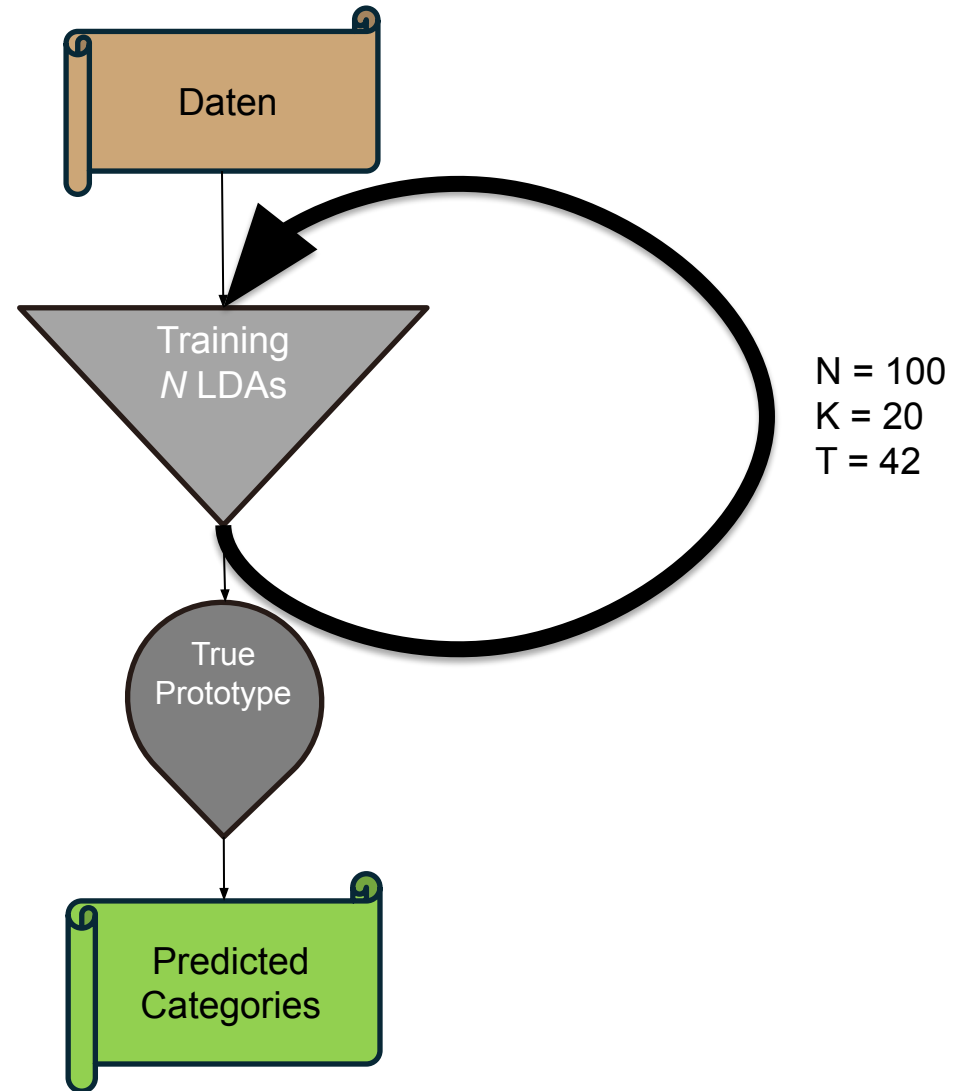 Daten
Training
N LDAs
N = 100
K = 20
T = 42
True
Prototype
Predicted
Categories